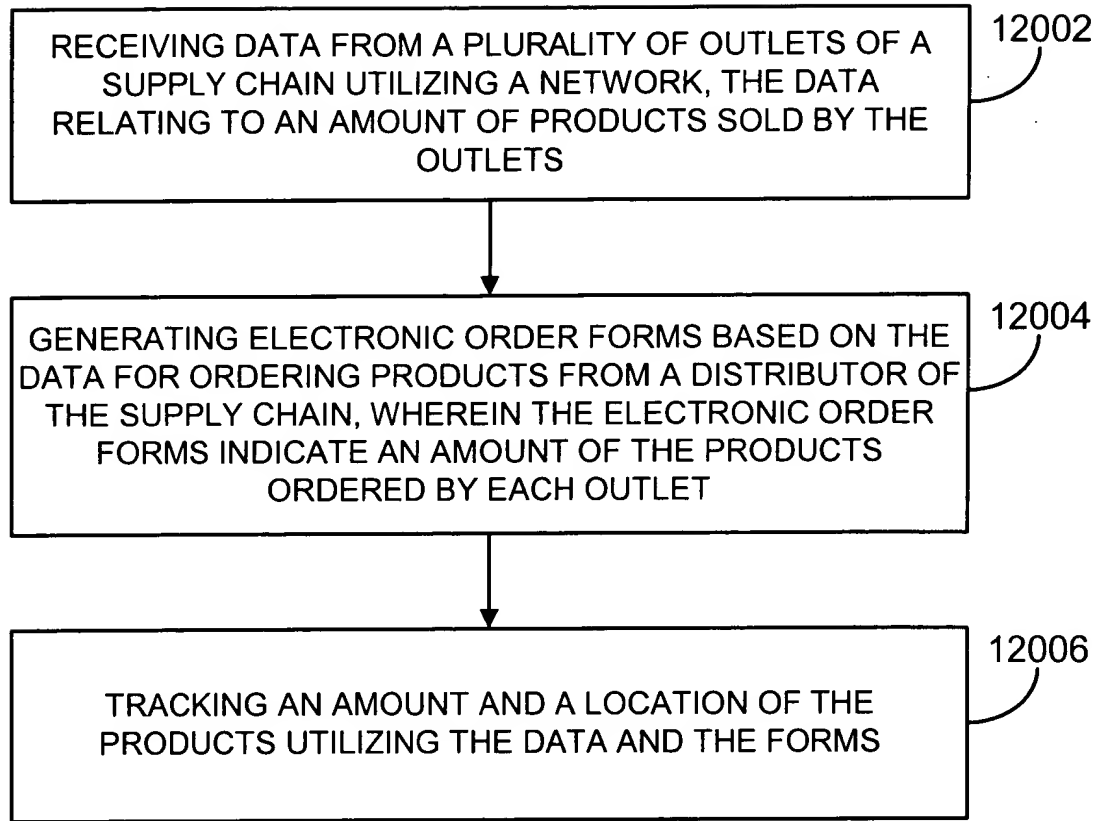 12002
RECEIVING DATA FROM A PLURALITY OF OUTLETS OF A
SUPPLY CHAIN UTILIZING A NETWORK, THE DATA
RELATING TO AN AMOUNT OF PRODUCTS SOLD BY THE
OUTLETS
12004
GENERATING ELECTRONIC ORDER FORMS BASED ON THE
DATA FOR ORDERING PRODUCTS FROM A DISTRIBUTOR OF
THE SUPPLY CHAIN, WHEREIN THE ELECTRONIC ORDER
FORMS INDICATE AN AMOUNT OF THE PRODUCTS
ORDERED BY EACH OUTLET
12006
TRACKING AN AMOUNT AND A LOCATION OF THE
PRODUCTS UTILIZING THE DATA AND THE FORMS